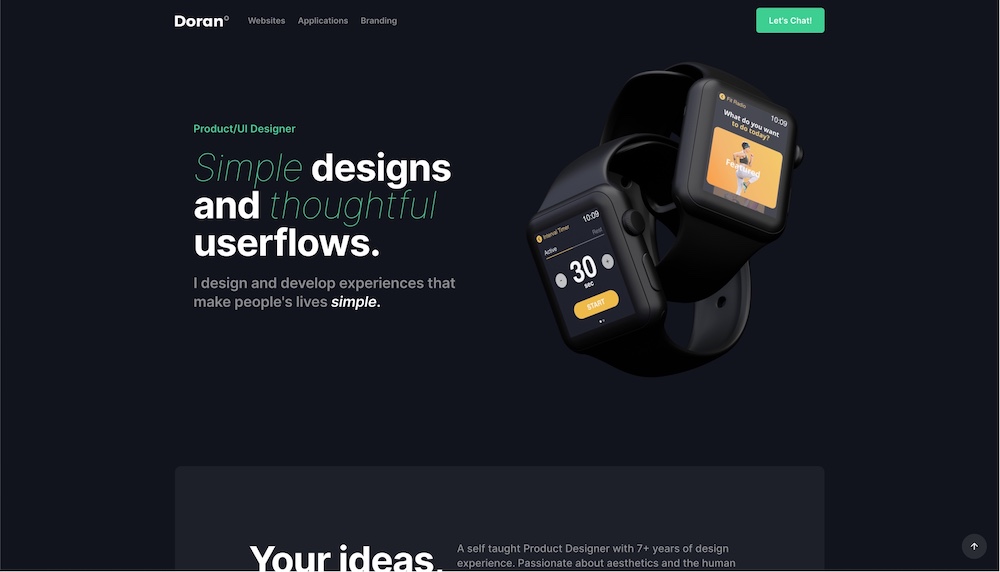 Doran°
Websites Applications Branding
Let's Chat!
Product/UI Designer
Simple designs
and thoughtful
userflows.
I design and develop experiences that
make people's lives simple.
Fit Radio
10:09
What do you want
to do today?
Featured
Interval Timer
10:09
Active Rest
- 30 +
sec
START
Your ideas,
A self taught Product Designer with 7+ years of design
experience. Passionate about aesthetics and the human